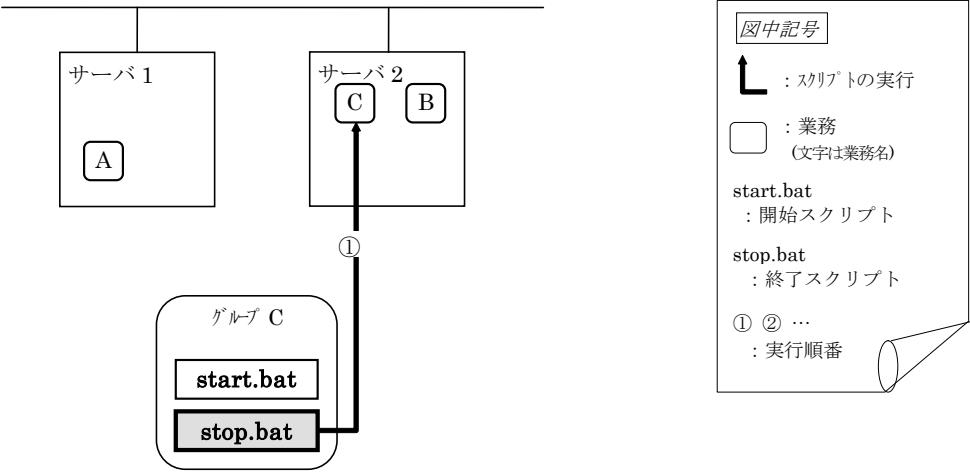 サーバ 1
A
サーバ 2
C
B
①
グループ C
start.bat
stop.bat
図中記号
：スクリプトの実行
：業務
(文字は業務名)
start.bat
：開始スクリプト
stop.bat
：終了スクリプト
① ② …
：実行順番